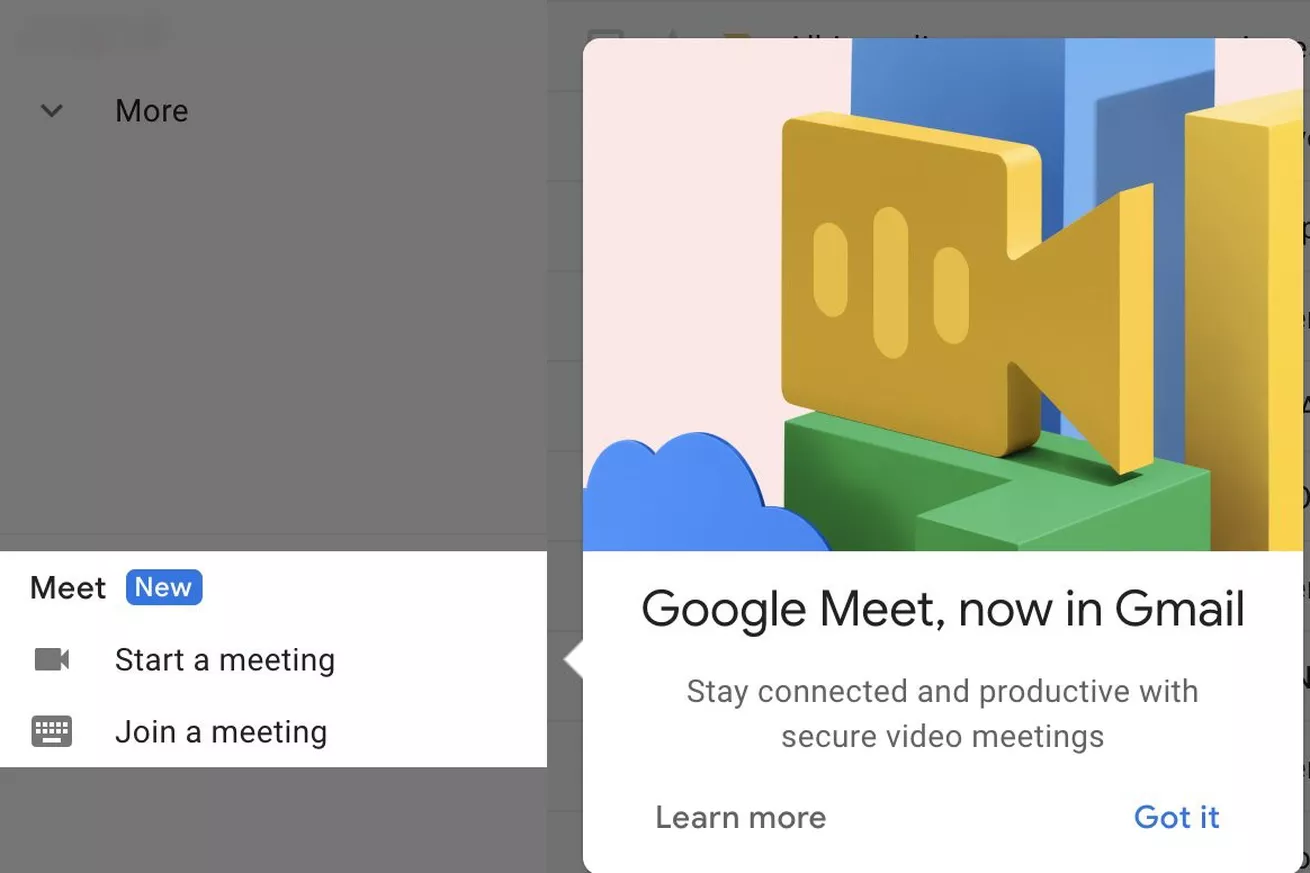 More
Meet New
Start a meeting
Join a meeting
Google Meet, now in Gmail
Stay connected and productive with
secure video meetings
Learn more
Got it